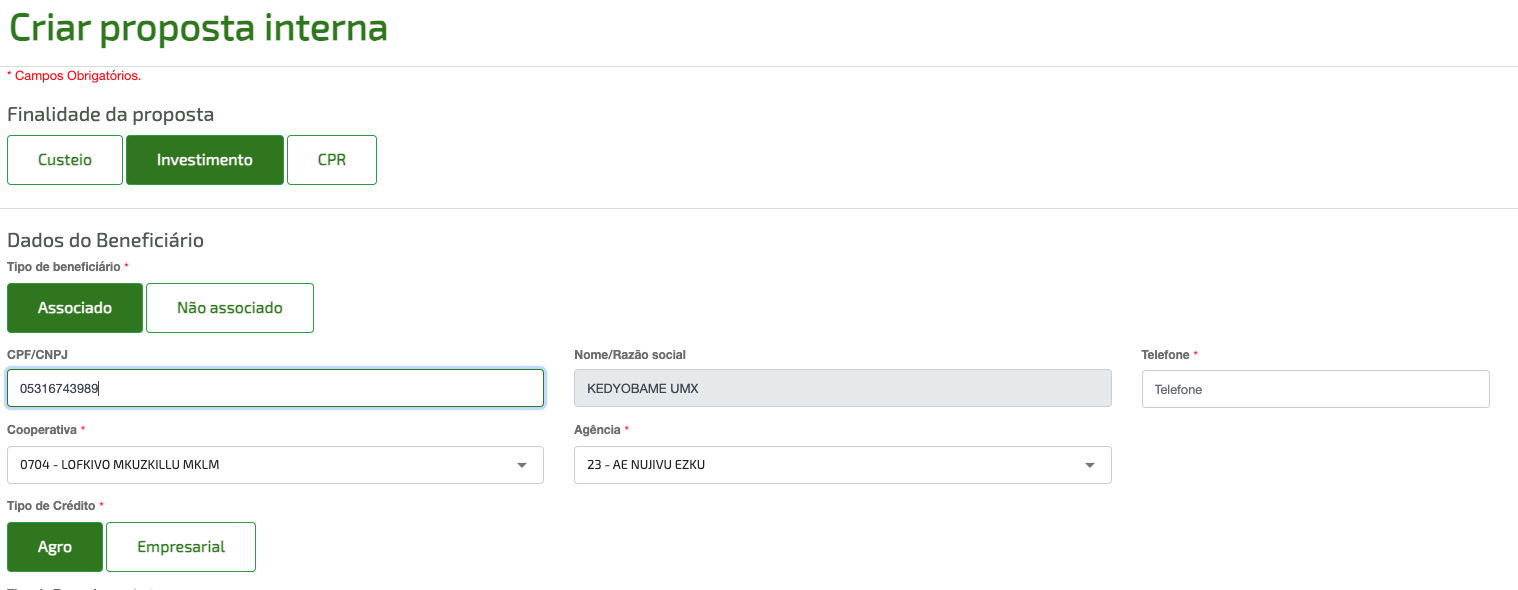 Criar proposta interna
* Campos Obrigatórios.
Finalidade da proposta
Custeio Investimento CPR
Dados do Beneficiário
Tipo de beneficiário *
Associado Não associado
CPF/CNPJ Nome/Razão social Telefone *
05316743989 KEDYOBAME UMX Telefone
Cooperativa * Agência *
0704 - LOFKIVO MKUZKILLU MKLM 23 - AE NUJIVU EZKU
Tipo de Crédito *
Agro Empresarial